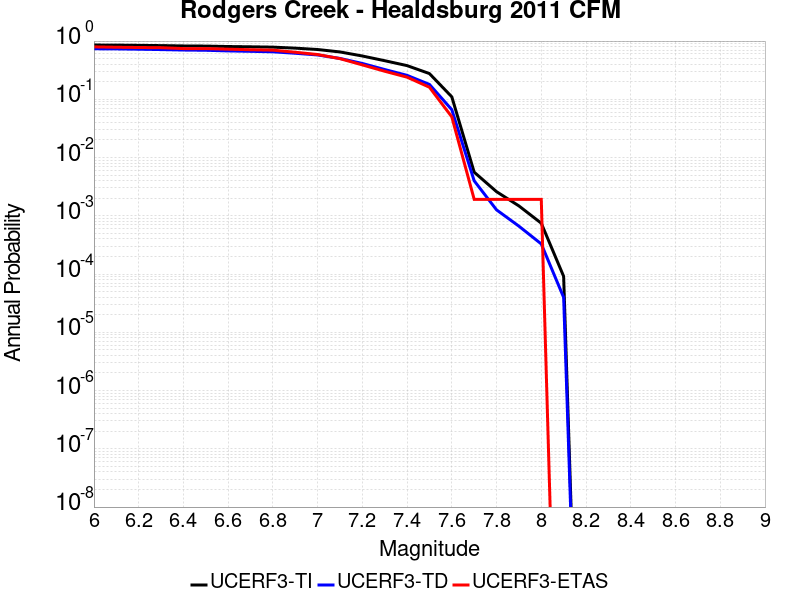 Rodgers Creek - Healdsburg 2011 CFM
Annual Probability
10^0
10^-1
10^-2
10^-3
10^-4
10^-5
10^-6
10^-7
10^-8
6 6.2 6.4 6.6 6.8 7 7.2 7.4 7.6 7.8 8 8.2 8.4 8.6 8.8 9
Magnitude
UCERF3-TI UCERF3-TD UCERF3-ETAS